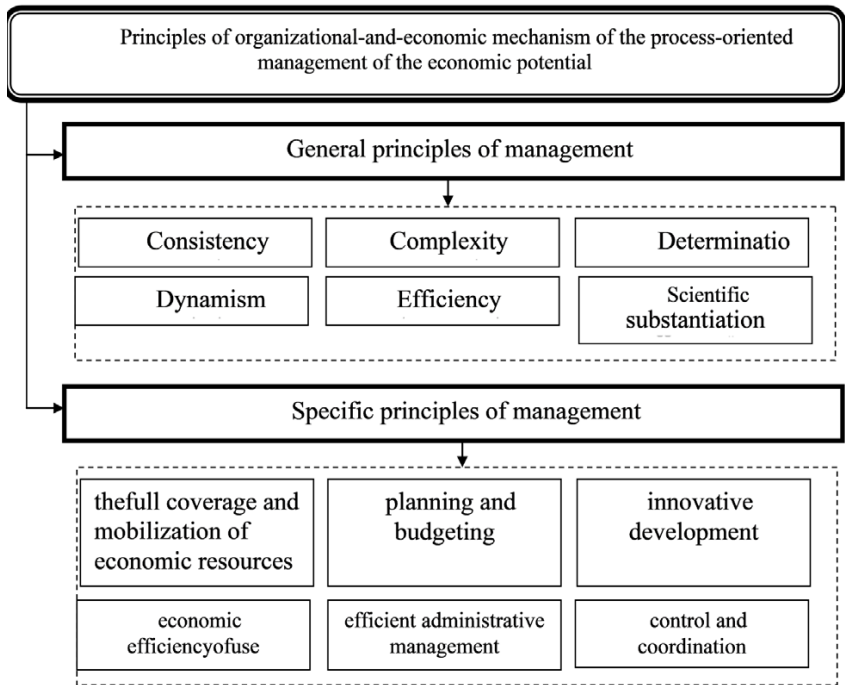 Principles of organizational-and-economic mechanism of the process-oriented
management of the economic potential
General principles of management
Consistency
Complexity
Determinatio
Dynamism
Efficiency
Scientific
substantiation
Specific principles of management
thefull coverage and
mobilization of
economic resources
planning and
budgeting
innovative
development
economic
efficiencyofuse
efficient administrative
management
control and
coordination